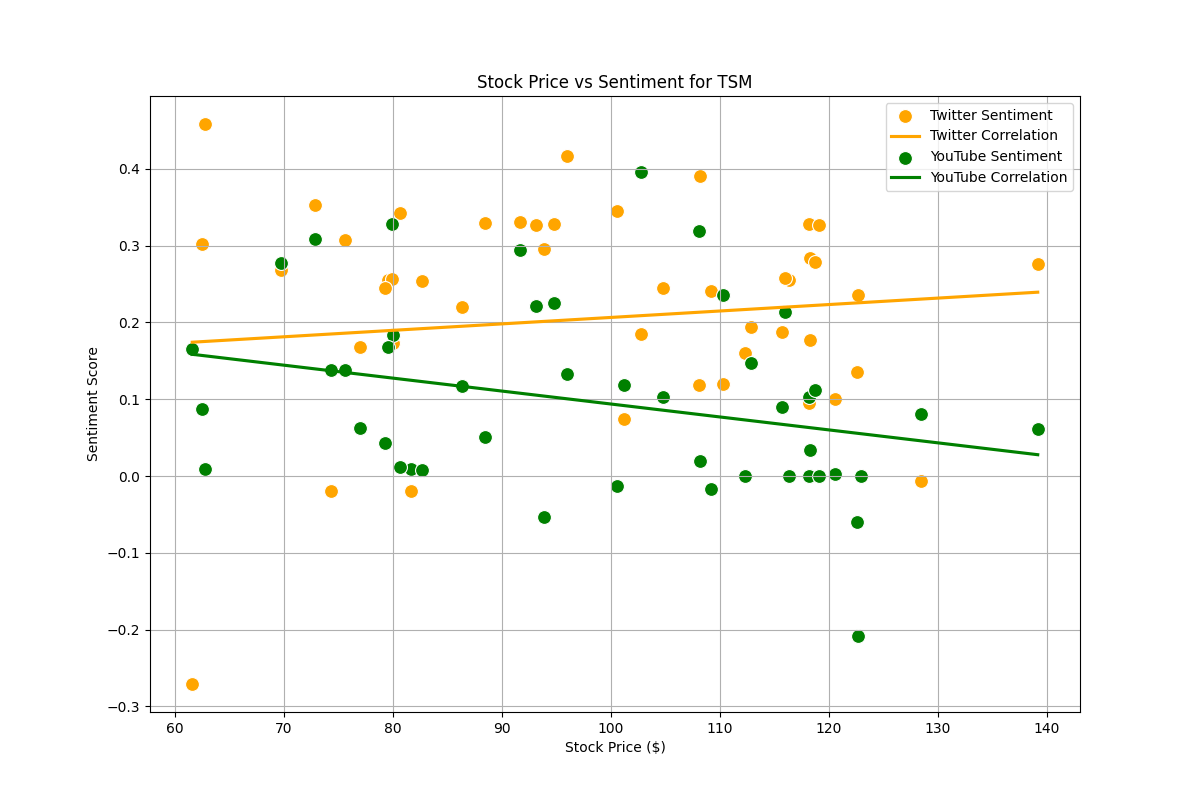 Stock Price vs Sentiment for TSM
Twitter Sentiment
Twitter Correlation
YouTube Sentiment
YouTube Correlation
Sentiment Score
0.4
0.3
0.2
0.1
0.0
−0.1
−0.2
−0.3
60 70 80 90 100 110 120 130 140
Stock Price ($)